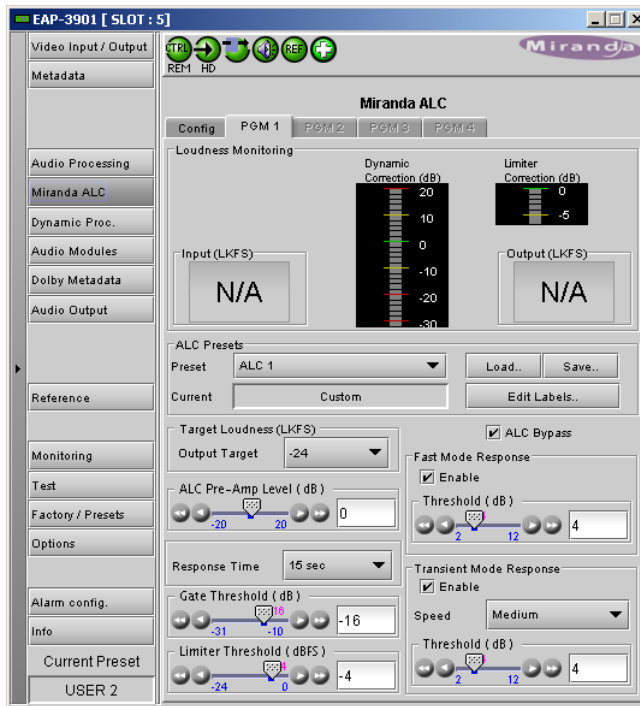 EAP-3901 [ SLOT : 5]
Video Input / Output
Metadata
Audio Processing
Miranda ALC
Dynamic Proc.
Audio Modules
Dolby Metadata
Audio Output
Reference
Monitoring
Test
Factory / Presets
Options
Alarm config.
Info
Current Preset
USER 2
CTRL REF
REM HD
Miranda
Miranda ALC
Config PGM 1 PGM 2 PGM 3 PGM 4
Loudness Monitoring
Dynamic
Correction (dB)
20
10
0
-10
-20
-30
Limiter
Correction (dB)
0
-5
Input (LKFS)
N/A
Output (LKFS)
N/A
ALC Presets
Preset ALC 1 Load.. Save..
Current Custom Edit Labels..
Target Loudness (LKFS)
Output Target -24
ALC Pre-Amp Level ( dB )
-20 20 0
Response Time 15 sec
Gate Threshold ( dB )
16
-31 -10 -16
Limiter Threshold ( dBFS)
4
-24 0 -4
ALC Bypass
Fast Mode Response
Enable
Threshold ( dB )
2 12 4
Transient Mode Response
Enable
Speed Medium
Threshold ( dB )
2 12 4